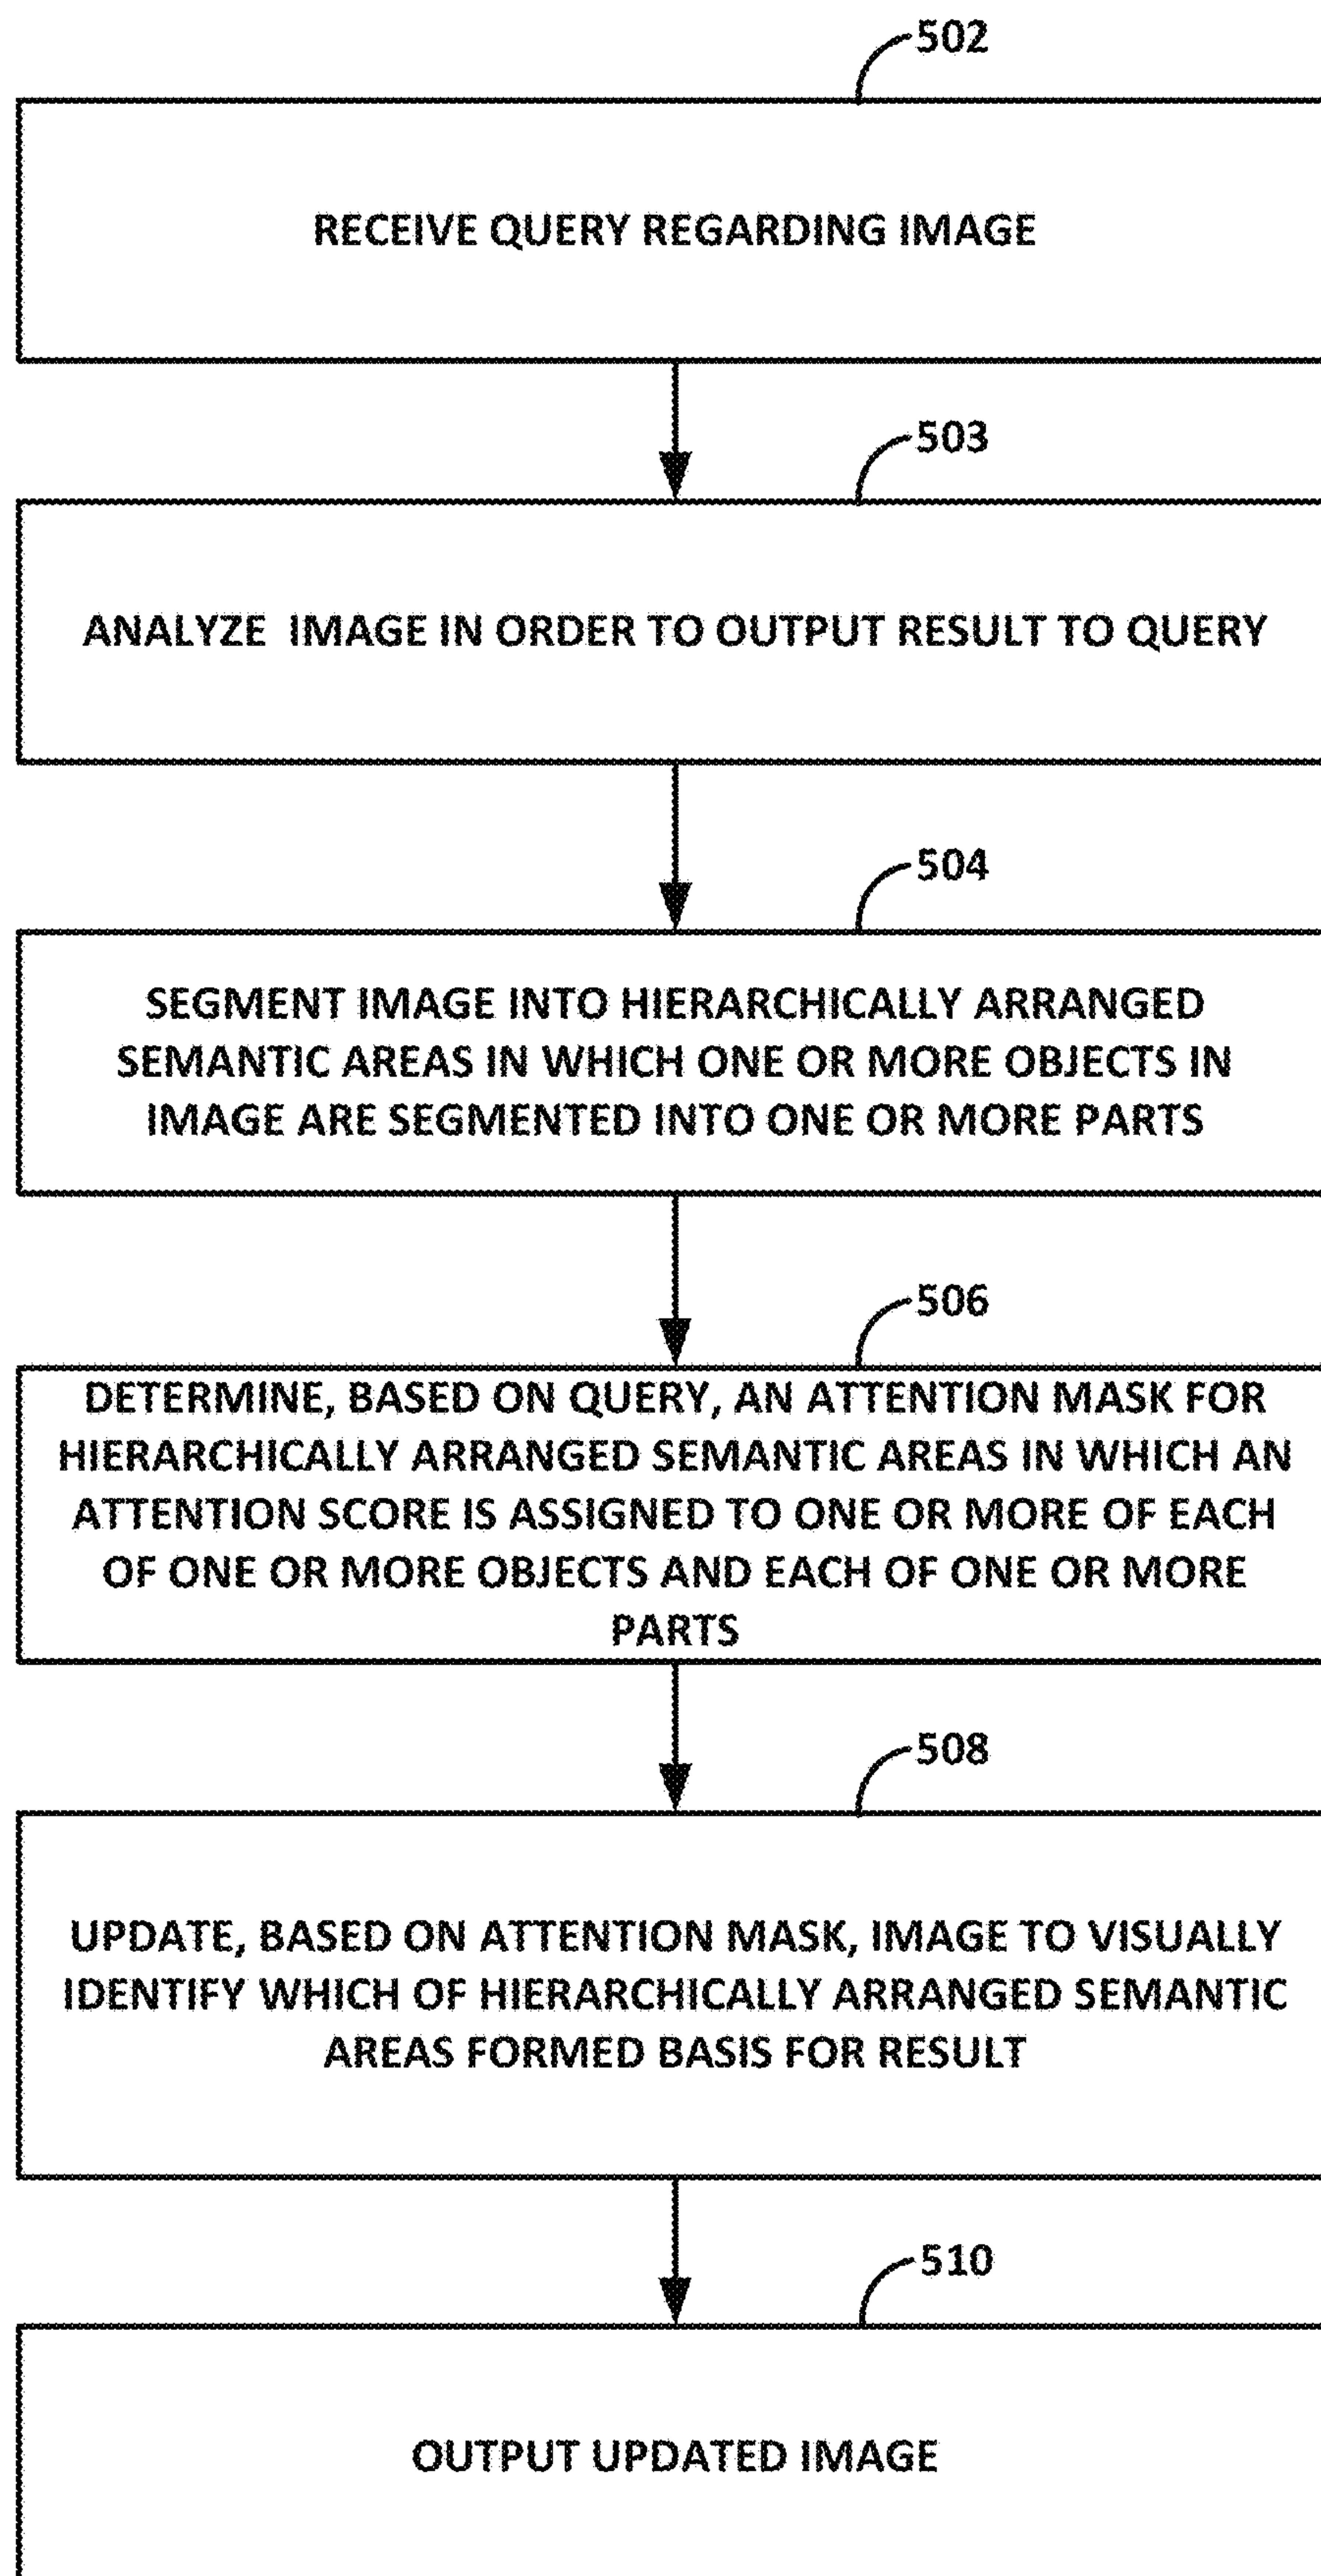 502
RECEIVE QUERY REGARDING IMAGE
503
ANALYZE IMAGE IN ORDER TO OUTPUT RESULT TO QUERY
504
SEGMENT IMAGE INTO HIERARCHICALLY ARRANGED
SEMANTIC AREAS IN WHICH ONE OR MORE OBJECTS IN
IMAGE ARE SEGMENTED INTO ONE OR MORE PARTS
506
DETERMINE, BASED ON QUERY, AN ATTENTION MASK FOR
HIERARCHICALLY ARRANGED SEMANTIC AREAS IN WHICH AN
ATTENTION SCORE IS ASSIGNED TO ONE OR MORE OF EACH
OF ONE OR MORE OBJECTS AND EACH OF ONE OR MORE
PARTS
508
UPDATE, BASED ON ATTENTION MASK, IMAGE TO VISUALLY
IDENTIFY WHICH OF HIERARCHICALLY ARRANGED SEMANTIC
AREAS FORMED BASIS FOR RESULT
510
OUTPUT UPDATED IMAGE